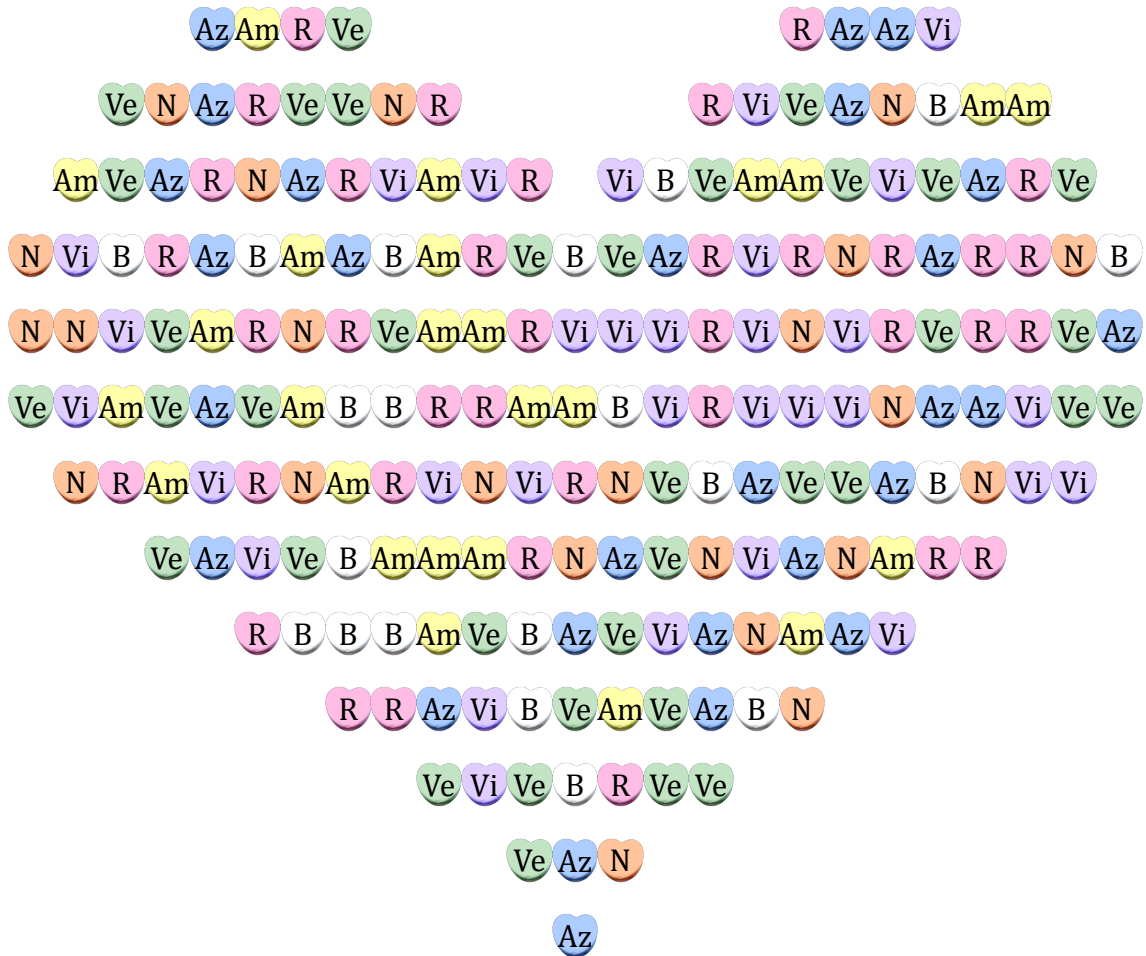 Az Am R Ve R Az Az Vi
Ve N Az R Ve Ve N R R Vi Ve Az N B Am Am
Am Ve Az R N Az R Vi Am Vi R Vi B Ve Am Am Ve Vi Ve Az R Ve
N Vi B R Az B Am Az B Am R Ve B Ve Az R Vi R N R Az R R N B
N N Vi Ve Am R N R Ve Am Am R Vi Vi Vi R Vi N Vi R Ve R R Ve Az
Ve Vi Am Ve Az Ve Am B B R R Am Am B Vi R Vi Vi Vi N Az Az Vi Ve Ve
N R Am Vi R N Am R Vi N Vi R N Ve B Az Ve Ve Az B N Vi Vi
Ve Az Vi Ve B Am Am Am R N Az Ve N Vi Az N Am R R
R B B B Am Ve B Az Ve Vi Az N Am Az Vi
R R Az Vi B Ve Am Ve Az B N
Ve Vi Ve B R Ve Ve
Ve Az N
Az